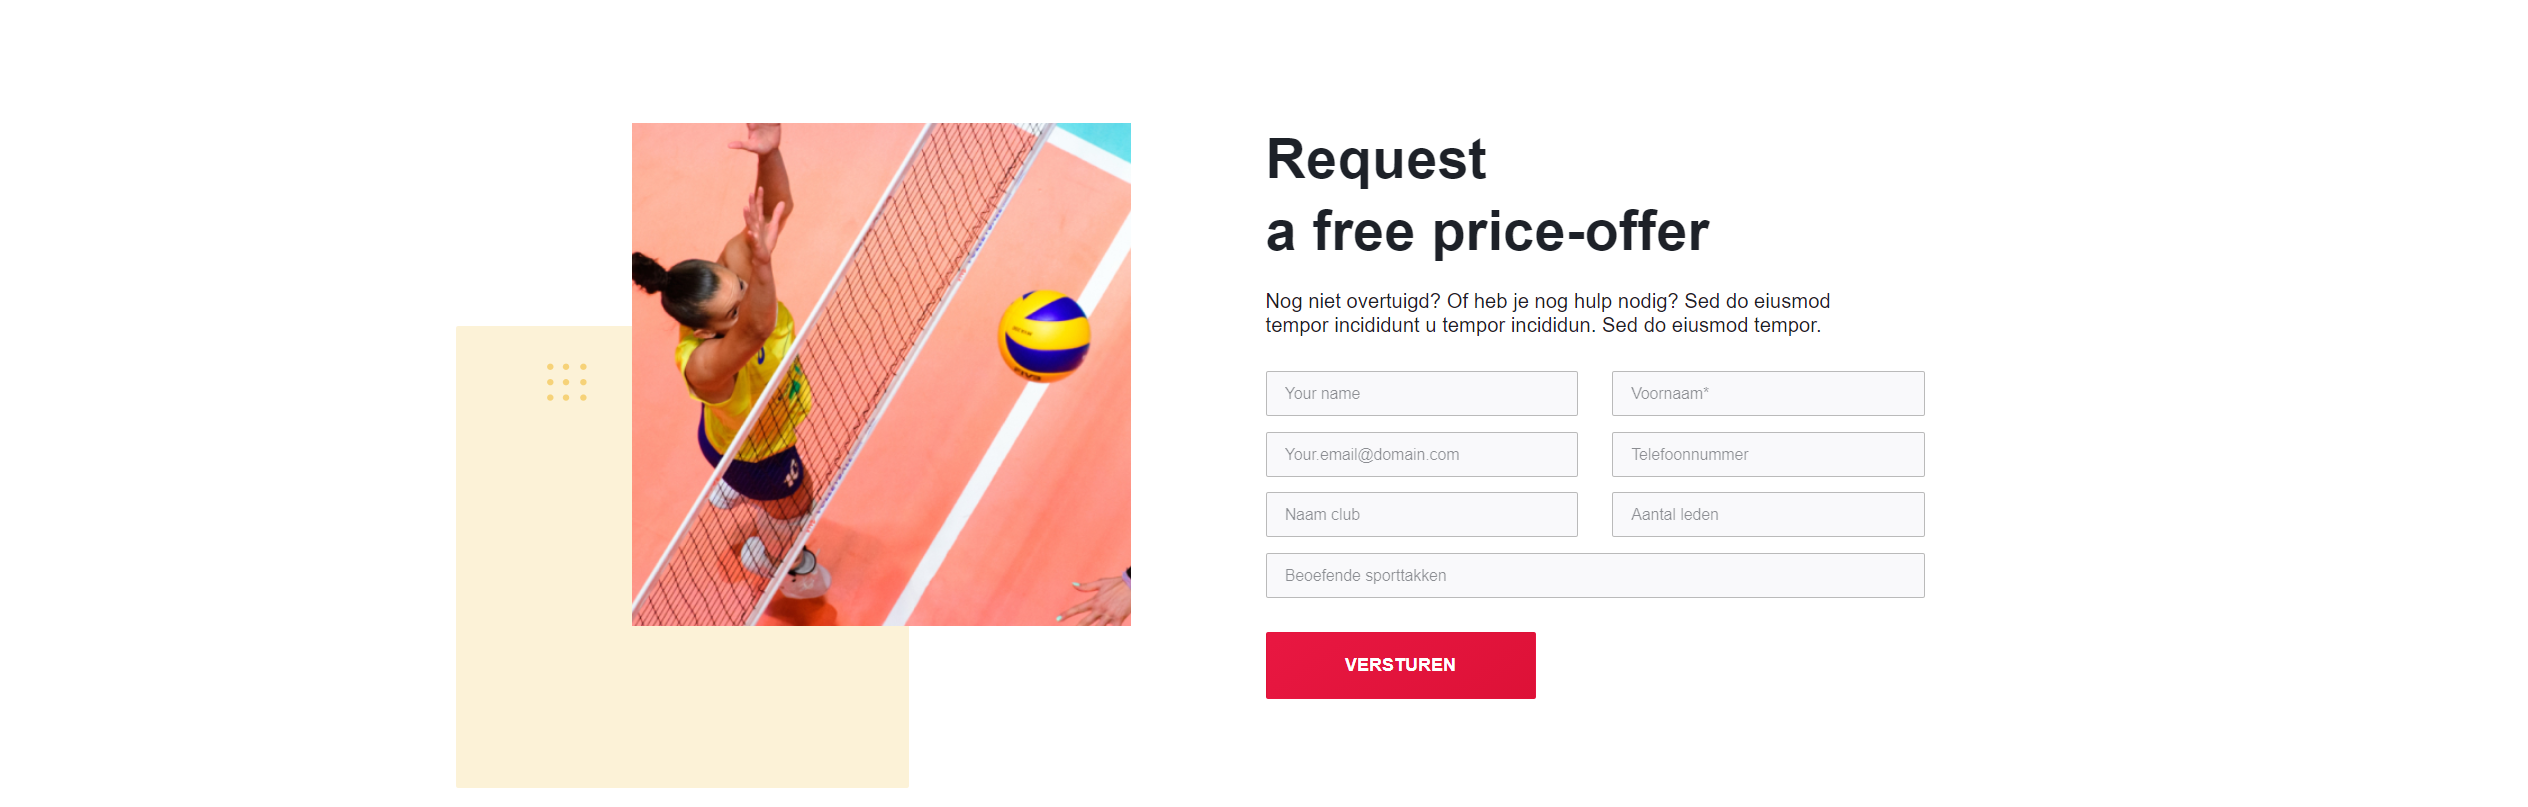 Request
a free price-offer
Nog niet overtuigd? Of heb je nog hulp nodig? Sed do eiusmod
tempor incididunt u tempor incididun. Sed do eiusmod tempor.
Your name
Voornaam*
Your.email@domain.com
Telefoonnummer
Naam club
Aantal leden
Beoefende sporttakken
VERSTUREN